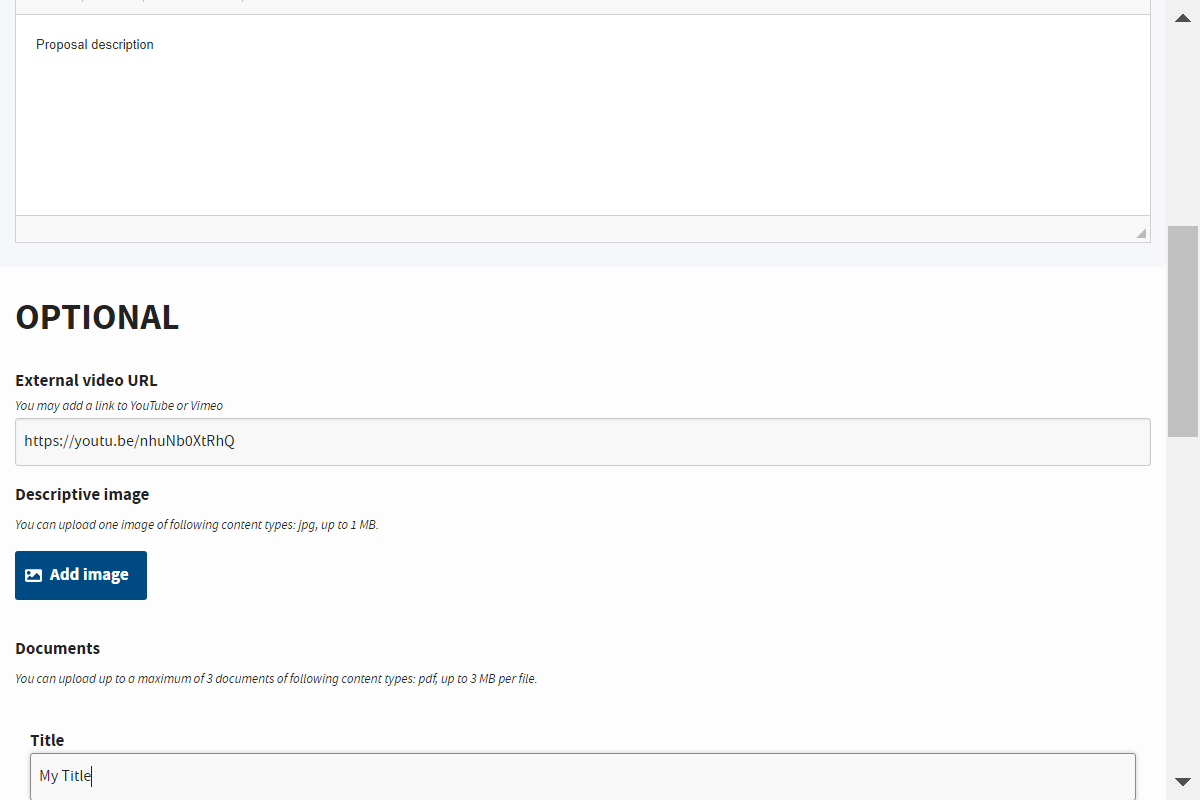 Proposal description
OPTIONAL
External video URL
You may add a link to YouTube or Vimeo
https://youtu.be/nhuNb0XtRhQ
Descriptive image
You can upload one image of following content types: jpg, up to 1 MB.
Add image
Documents
You can upload up to a maximum of 3 documents of following content types: pdf, up to 3 MB per file.
Title
My Title